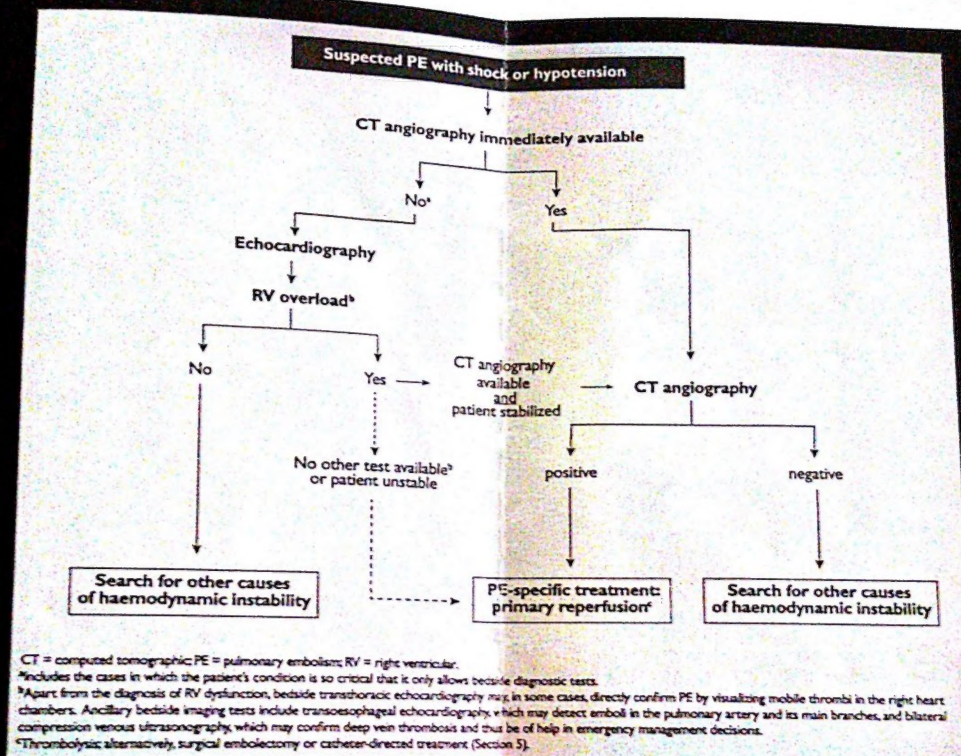 Suspected PE with shock or hypotension
CT angiography immediately available
Noᵃ
Yes
Echocardiography
RV overloadᵇ
No
Yes
CT angiography
available
and
patient stabilized
CT angiography
No other test availableᵇ
or patient unstable
positive
negative
Search for other causes
of haemodynamic instability
PE-specific treatment:
primary reperfusionᶜ
Search for other causes
of haemodynamic instability
CT = computed tomographic; PE = pulmonary embolism; RV = right ventricular.
ᵃIncludes the cases in which the patient's condition is so critical that it only allows bedside diagnostic tests.
ᵇApart from the diagnosis of RV dysfunction, bedside transthoracic echocardiography may, in some cases, directly confirm PE by visualizing mobile thrombi in the right heart
chambers. Ancillary bedside imaging tests include transoesophageal echocardiography, which may detect emboli in the pulmonary artery and its main branches, and bilateral
compression venous ultrasonography, which may confirm deep vein thrombosis and thus be of help in emergency management decisions.
ᶜThrombolysis; alternatively, surgical embolectomy or catheter-directed treatment (Section 5).